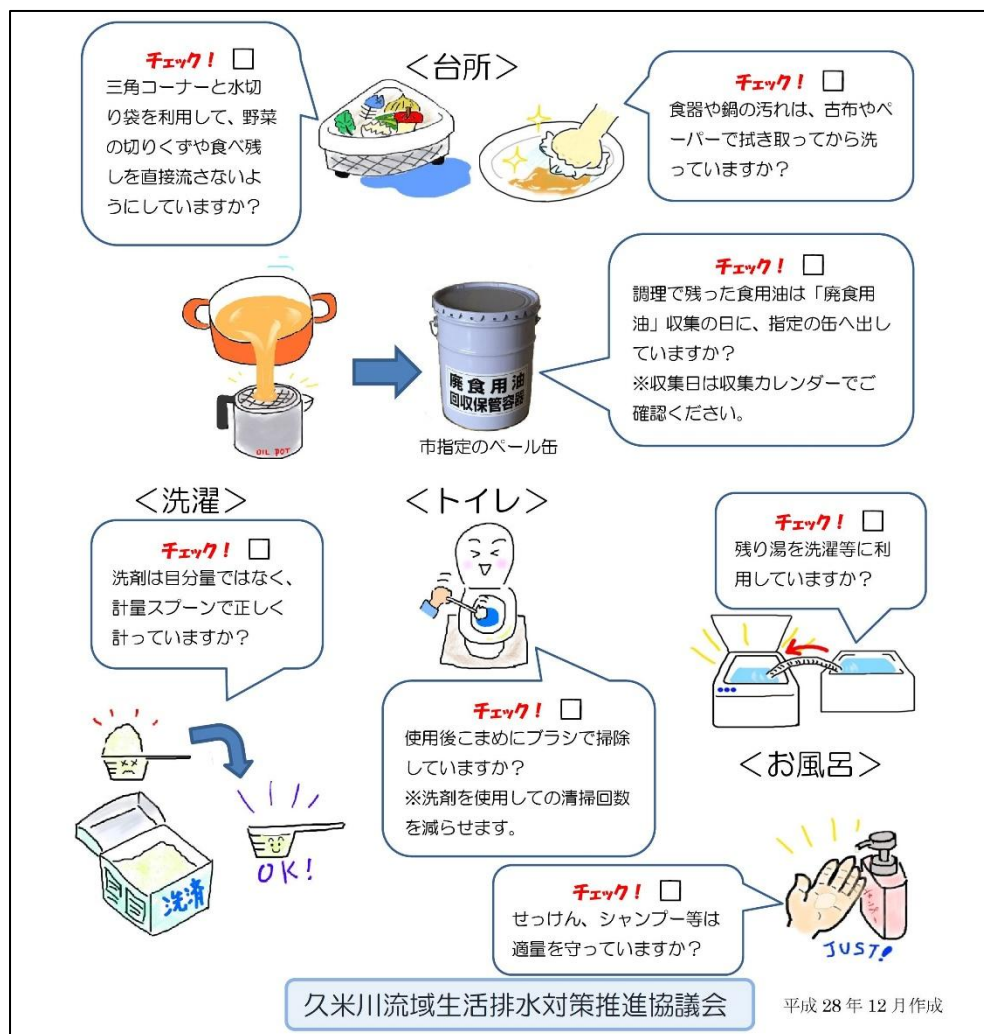 ＜台所＞
チェック！ □
三角コーナーと水切
り袋を利用して、野菜
の切りくずや食べ残
しを直接流さないよ
うにしていますか？
チェック！ □
食器や鍋の汚れは、古布やペ
ーパーで拭き取ってから洗
っていますか？
OIL POT
廃食用油
回収保管容器
市指定のペール缶
チェック！ □
調理で残った食用油は「廃食用
油」収集の日に、指定の缶へ出し
ていますか？
※収集日は収集カレンダーでご
確認ください。
＜洗濯＞
チェック！ □
洗剤は目分量ではなく、
計量スプーンで正しく
計っていますか？
洗済
OK!
＜トイレ＞
チェック！ □
使用後こまめにブラシで掃除
していますか？
※洗剤を使用しての清掃回数
を減らせます。
チェック！ □
残り湯を洗濯等に利
用していますか？
＜お風呂＞
チェック！ □
せっけん、シャンプー等は
適量を守っていますか？
JUST!
久米川流域生活排水対策推進協議会
平成 28 年 12 月作成